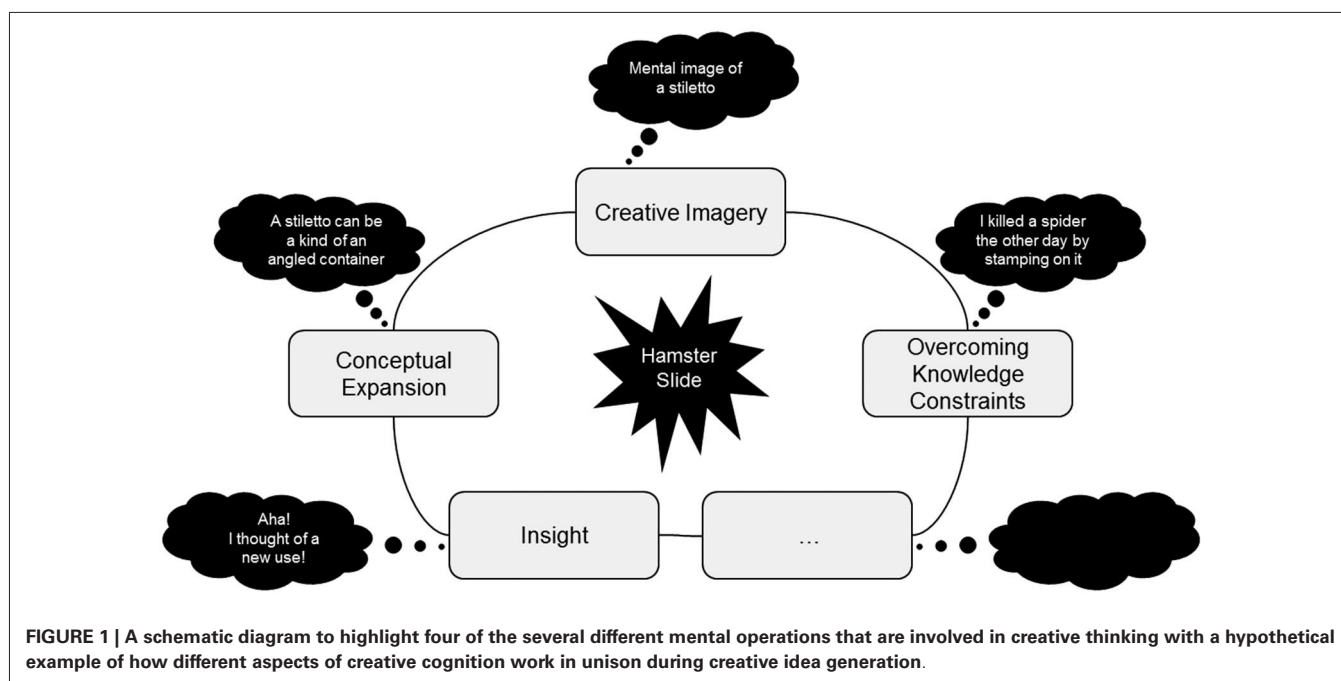 Mental image of
a stiletto
Creative Imagery
A stiletto can be
a kind of an
angled container
I killed a spider
the other day by
stamping on it
Conceptual
Expansion
Hamster
Slide
Overcoming
Knowledge
Constraints
Aha!
I thought of a
new use!
Insight
...
FIGURE 1 | A schematic diagram to highlight four of the several different mental operations that are involved in creative thinking with a hypothetical
example of how different aspects of creative cognition work in unison during creative idea generation.